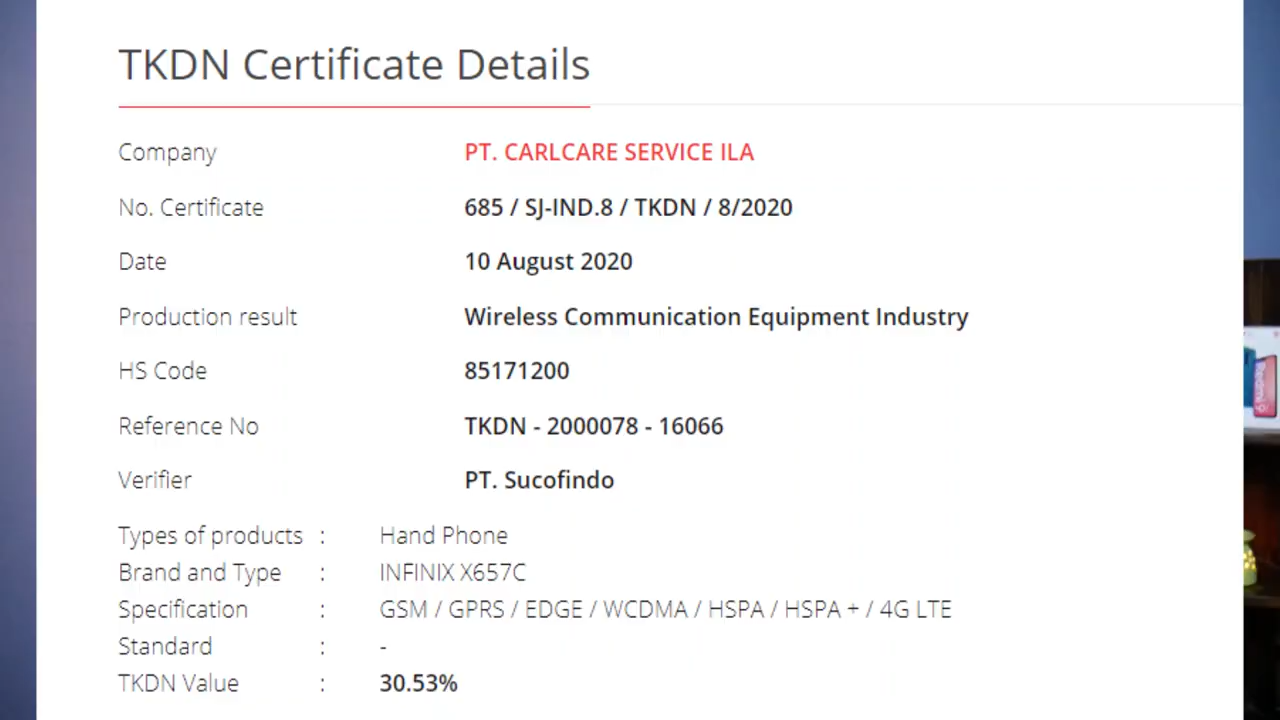 TKDN Certificate Details
Company PT. CARLCARE SERVICE ILA
No. Certificate 685 / SJ-IND.8 / TKDN / 8/2020
Date 10 August 2020
Production result Wireless Communication Equipment Industry
HS Code 85171200
Reference No TKDN - 2000078 - 16066
Verifier PT. Sucofindo
Types of products : Hand Phone
Brand and Type : INFINIX X657C
Specification : GSM / GPRS / EDGE / WCDMA / HSPA / HSPA + / 4G LTE
Standard : -
TKDN Value : 30.53%